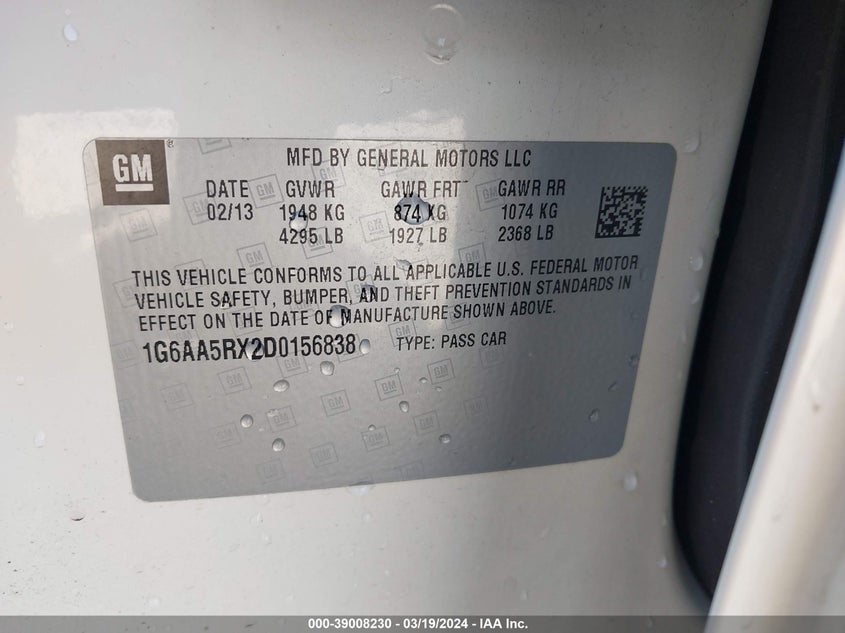 GM
MFD BY GENERAL MOTORS LLC
DATE GVWR GAWR FRT GAWR RR
02/13 1948 KG 874 KG 1074 KG
4295 LB 1927 LB 2368 LB
THIS VEHICLE CONFORMS TO ALL APPLICABLE U.S. FEDERAL MOTOR
VEHICLE SAFETY, BUMPER, AND THEFT PREVENTION STANDARDS IN
EFFECT ON THE DATE OF MANUFACTURE SHOWN ABOVE.
1G6AA5RX2D0156838 TYPE: PASS CAR
000-39008230 - 03/19/2024 - IAA Inc.